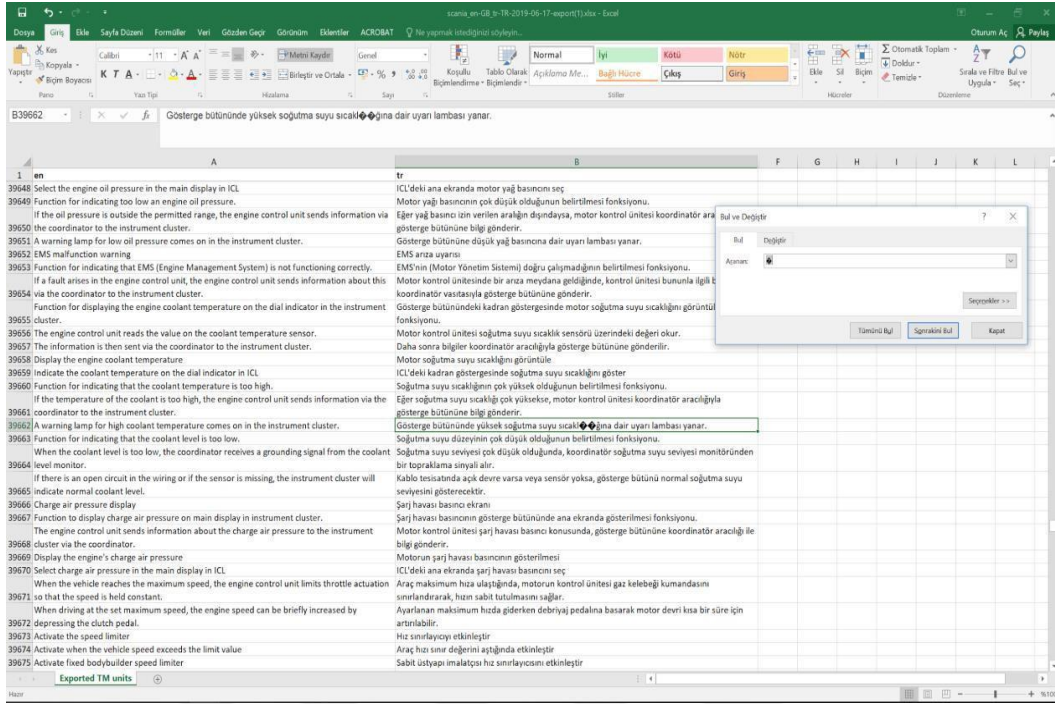 scania_en-GB_tr-TR-2019-06-17-export(1).xlsx - Excel
Oturum Aç Paylaş
Dosya Giriş Ekle Sayfa Düzeni Formüller Veri Gözden Geçir Görünüm Eklentiler ACROBAT Ne yapmak istediğinizi söyleyin...
Yapıştır
Kes
Kopyala
Biçim Boyacısı
Pano
Calibri 11
K T A
Yazı Tipi
Metni Kaydır
Birleştir ve Ortala
Hizalama
Genel
Sayı
Koşullu Biçimlendirme
Tablo Olarak Biçimlendir
Normal İyi Kötü Nötr
Açıklama Me... Bağlı Hücre Çıkış Giriş
Stiller
Ekle Sil Biçim
Hücreler
Otomatik Toplam
Doldur
Temizle
Sırala ve Filtre Uygula
Bul ve Seç
Düzenleme
B39662 fx Gösterge bütününde yüksek soğutma suyu sıcakl��ğına dair uyarı lambası yanar.
A B F G H I J K L
1 en tr
39648 Select the engine oil pressure in the main display in ICL ICL'deki ana ekranda motor yağ basıncını seç
39649 Function for indicating too low an engine oil pressure. Motor yağı basıncının çok düşük olduğunun belirtilmesi fonksiyonu.
If the oil pressure is outside the permitted range, the engine control unit sends information via Eğer yağ basıncı izin verilen aralığın dışındaysa, motor kontrol ünitesi koordinatör ara
39650 the coordinator to the instrument cluster. gösterge bütününe bilgi gönderir.
39651 A warning lamp for low oil pressure comes on in the instrument cluster. Gösterge bütününe düşük yağ basıncına dair uyarı lambası yanar.
39652 EMS malfunction warning EMS arıza uyarısı
39653 Function for indicating that EMS (Engine Management System) is not functioning correctly. EMS'nin (Motor Yönetim Sistemi) doğru çalışmadığının belirtilmesi fonksiyonu.
If a fault arises in the engine control unit, the engine control unit sends information about this Motor kontrol ünitesinde bir arıza meydana geldiğinde, kontrol ünitesi bununla ilgili b
39654 via the coordinator to the instrument cluster. koordinatör vasıtasıyla gösterge bütününe gönderir.
Function for displaying the engine coolant temperature on the dial indicator in the instrument Gösterge bütünündeki kadran göstergesinde motor soğutma suyu sıcaklığını görüntül
39655 cluster. fonksiyonu.
39656 The engine control unit reads the value on the coolant temperature sensor. Motor kontrol ünitesi soğutma suyu sıcaklık sensörü üzerindeki değeri okur.
39657 The information is then sent via the coordinator to the instrument cluster. Daha sonra bilgiler koordinatör aracılığıyla gösterge bütününe gönderilir.
39658 Display the engine coolant temperature Motor soğutma suyu sıcaklığını görüntüle
39659 Indicate the coolant temperature on the dial indicator in ICL ICL'deki kadran göstergesinde soğutma suyu sıcaklığını göster
39660 Function for indicating that the coolant temperature is too high. Soğutma suyu sıcaklığının çok yüksek olduğunun belirtilmesi fonksiyonu.
If the temperature of the coolant is too high, the engine control unit sends information via the Eğer soğutma suyu sıcaklığı çok yüksekse, motor kontrol ünitesi koordinatör aracılığıyla
39661 coordinator to the instrument cluster. gösterge bütününe bilgi gönderir.
39662 A warning lamp for high coolant temperature comes on in the instrument cluster. Gösterge bütününde yüksek soğutma suyu sıcakl��ğına dair uyarı lambası yanar.
39663 Function for indicating that the coolant level is too low. Soğutma suyu düzeyinin çok düşük olduğunun belirtilmesi fonksiyonu.
When the coolant level is too low, the coordinator receives a grounding signal from the coolant Soğutma suyu seviyesi çok düşük olduğunda, koordinatör soğutma suyu seviyesi monitöründen
39664 level monitor. bir topraklama sinyali alır.
If there is an open circuit in the wiring or if the sensor is missing, the instrument cluster will Kablo tesisatında açık devre varsa veya sensör yoksa, gösterge bütünü normal soğutma suyu
39665 indicate normal coolant level. seviyesini gösterecektir.
39666 Charge air pressure display Şarj havası basıncı ekranı
39667 Function to display charge air pressure on main display in instrument cluster. Şarj havası basıncının gösterge bütününde ana ekranda gösterilmesi fonksiyonu.
The engine control unit sends information about the charge air pressure to the instrument Motor kontrol ünitesi şarj havası basıncı konusunda, gösterge bütününe koordinatör aracılığı ile
39668 cluster via the coordinator. bilgi gönderir.
39669 Display the engine's charge air pressure Motorun şarj havası basıncının gösterilmesi
39670 Select charge air pressure in the main display in ICL ICL'deki ana ekranda şarj havası basıncını seç
When the vehicle reaches the maximum speed, the engine control unit limits throttle actuation Araç maksimum hıza ulaştığında, motorun kontrol ünitesi gaz kelebeği kumandasını
39671 so that the speed is held constant. sınırlandırarak, hızın sabit tutulmasını sağlar.
When driving at the set maximum speed, the engine speed can be briefly increased by Ayarlanan maksimum hızda giderken debriyaj pedalına basarak motor devri kısa bir süre için
39672 depressing the clutch pedal. artırılabilir.
39673 Activate the speed limiter Hız sınırlayıcıyı etkinleştir
39674 Activate when the vehicle speed exceeds the limit value Araç hızı sınır değerini aştığında etkinleştir
39675 Activate fixed bodybuilder speed limiter Sabit üstyapı imalatçısı hız sınırlayıcısını etkinleştir
Bul ve Değiştir ? ×
Bul Değiştir
Aranan: �
Seçenekler >>
Tümünü Bul Sonrakini Bul Kapat
Exported TM units
Hazır %100